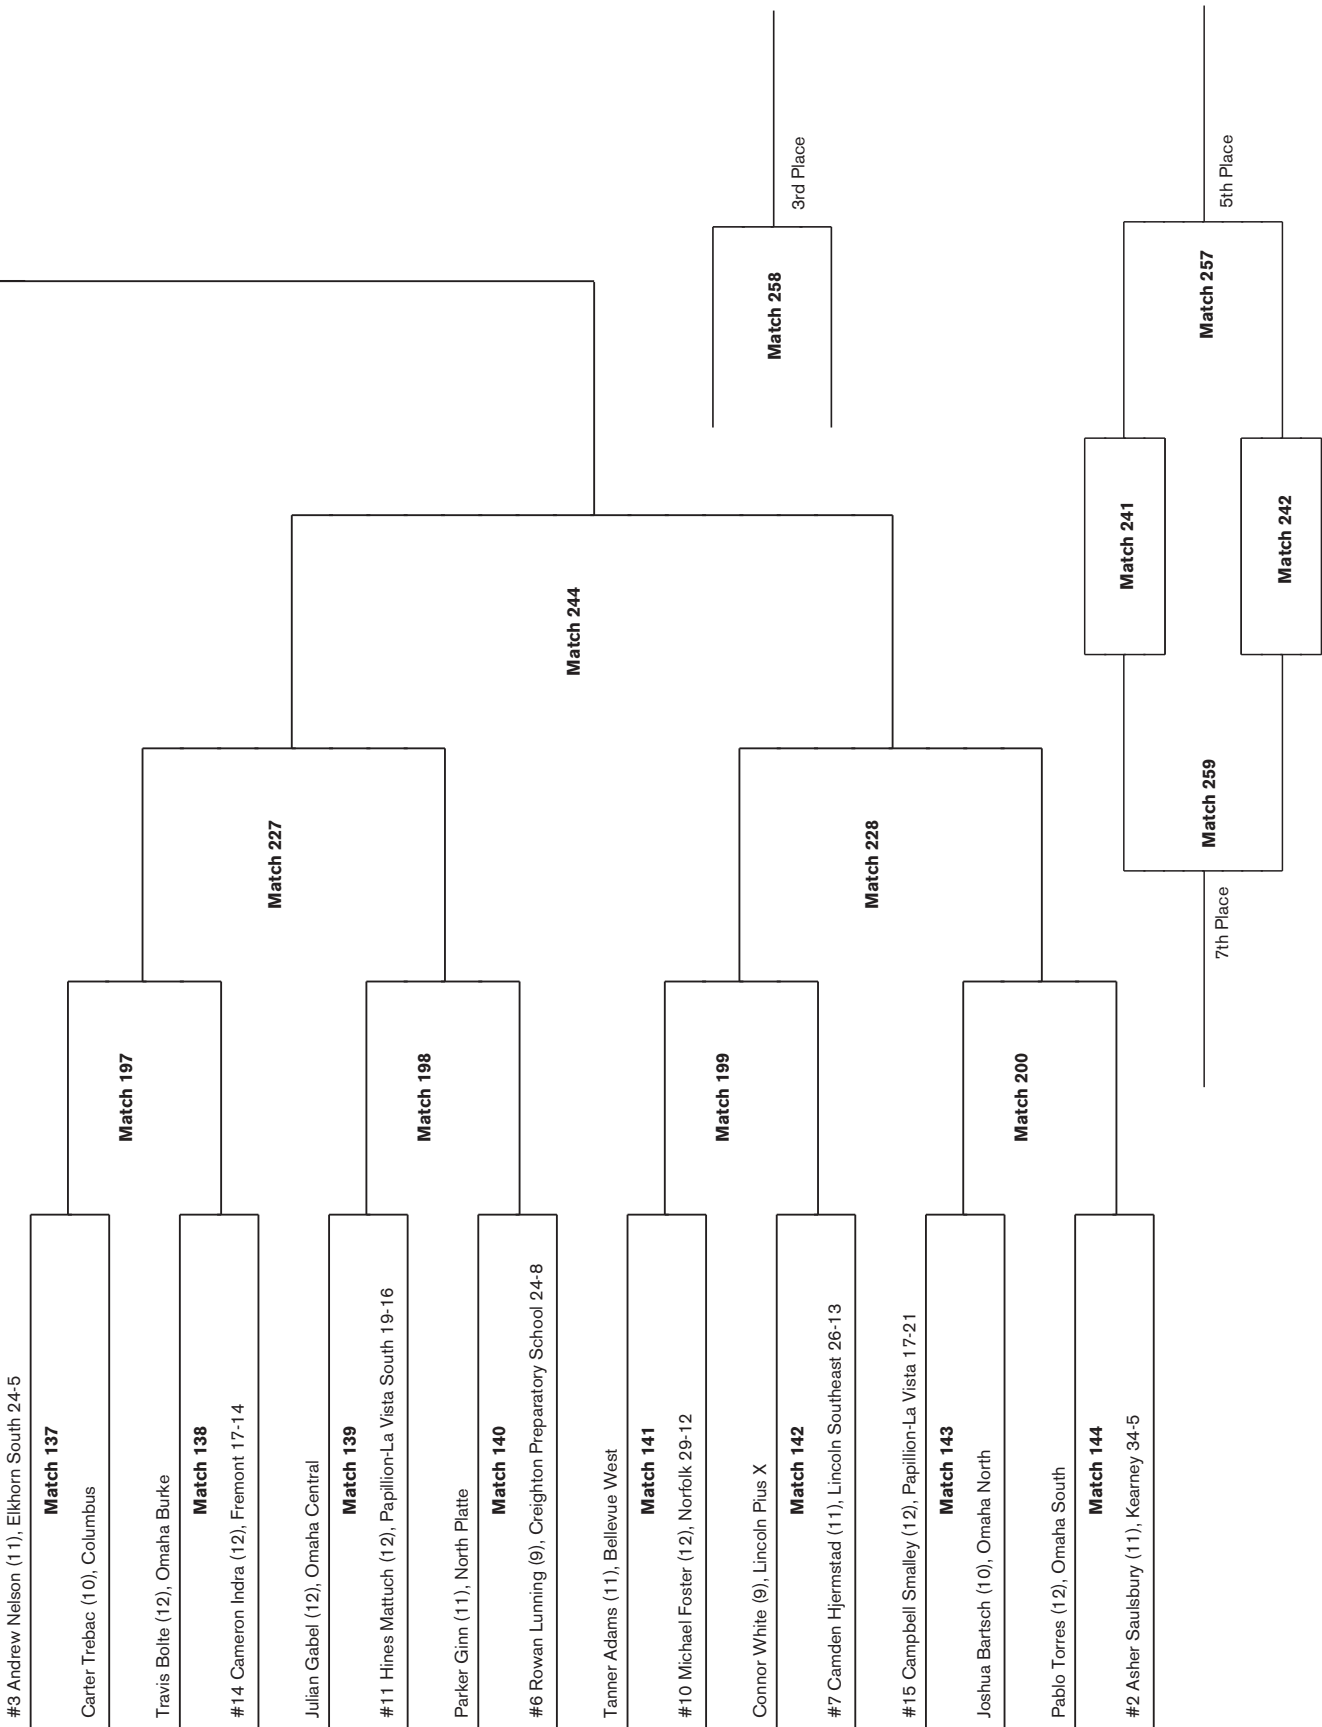 #3 Andrew Nelson (11), Elkhorn South 24-5
Match 137
Carter Trebac (10), Columbus
Travis Bolte (12), Omaha Burke
Match 138
#14 Cameron Indra (12), Fremont 17-14
Julian Gabel (12), Omaha Central
Match 139
#11 Hines Mattuch (12), Papillion-La Vista South 19-16
Parker Ginn (11), North Platte
Match 140
#6 Rowan Lunning (9), Creighton Preparatory School 24-8
Tanner Adams (11), Bellevue West
Match 141
#10 Michael Foster (12), Norfolk 29-12
Connor White (9), Lincoln Pius X
Match 142
#7 Camden Hjermstad (11), Lincoln Southeast 26-13
#15 Campbell Smalley (12), Papillion-La Vista 17-21
Match 143
Joshua Bartsch (10), Omaha North
Pablo Torres (12), Omaha South
Match 144
#2 Asher Saulsbury (11), Kearney 34-5
Match 197
Match 198
Match 199
Match 200
Match 227
Match 228
Match 244
Match 258
3rd Place
Match 241
Match 242
Match 257
5th Place
Match 259
7th Place